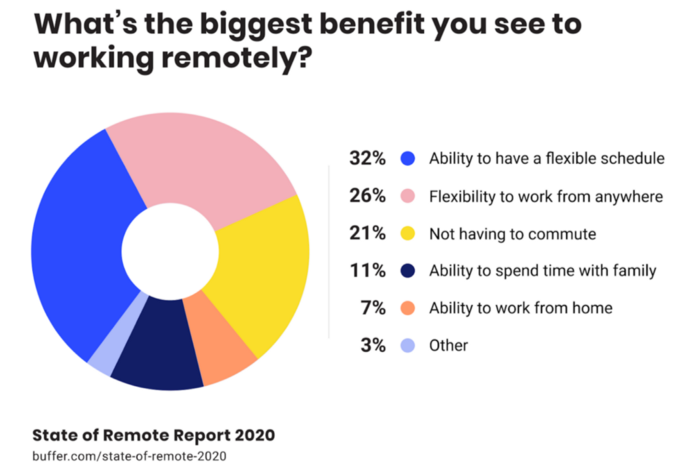 What’s the biggest benefit you see to
working remotely?
32% Ability to have a flexible schedule
26% Flexibility to work from anywhere
21% Not having to commute
11% Ability to spend time with family
7% Ability to work from home
3% Other
State of Remote Report 2020
buffer.com/state-of-remote-2020